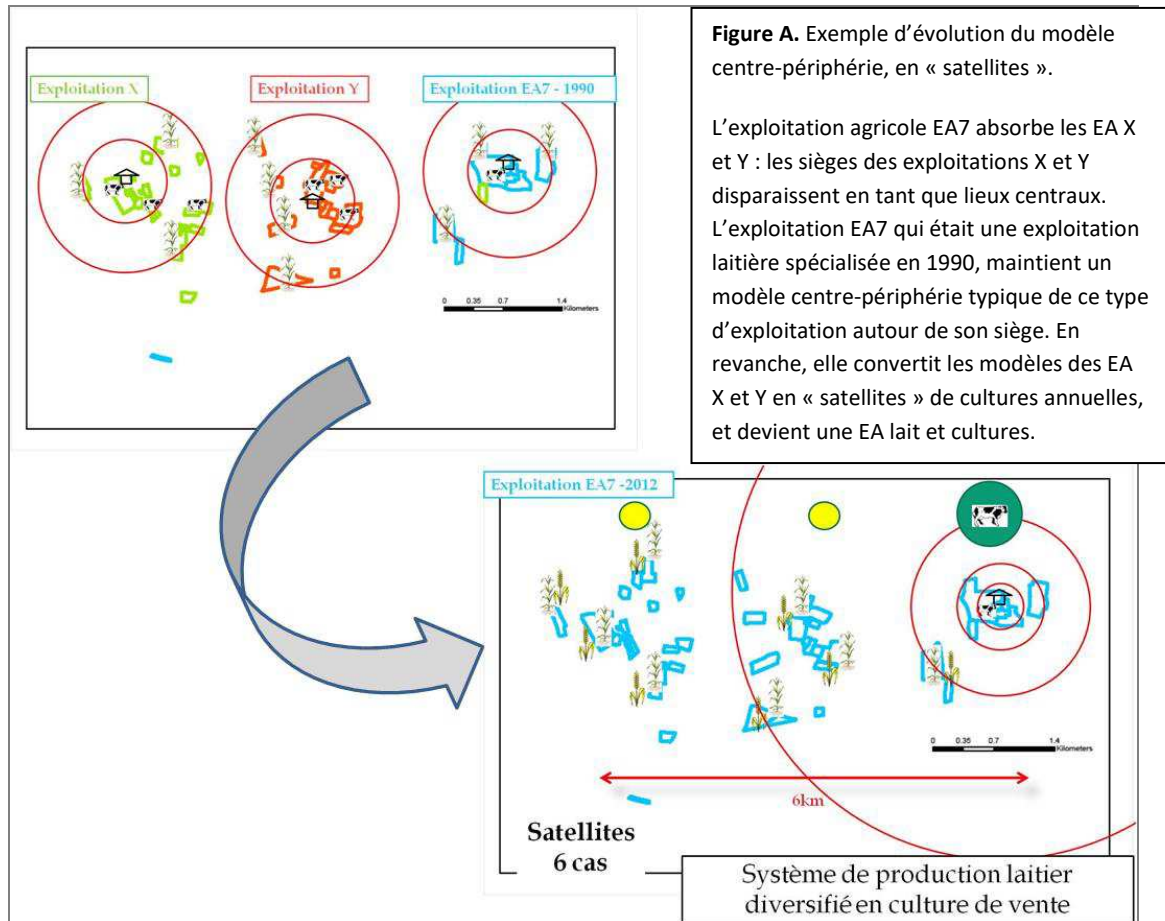 Figure A. Exemple d'évolution du modèle
centre-périphérie, en « satellites ».
L'exploitation agricole EA7 absorbe les EA X
et Y : les sièges des exploitations X et Y
disparaissent en tant que lieux centraux.
L'exploitation EA7 qui était une exploitation
laitière spécialisée en 1990, maintient un
modèle centre-périphérie typique de ce type
d'exploitation autour de son siège. En
revanche, elle convertit les modèles des EA
X et Y en « satellites » de cultures annuelles,
et devient une EA lait et cultures.
Exploitation X
Exploitation Y
Exploitation EA7 - 1990
0 0.35 0.7 1.4
Kilometers
Exploitation EA7 -2012
0 0.35 0.7 1.4
Kilometers
6km
Satellites
6 cas
Système de production laitier
diversifié en culture de vente